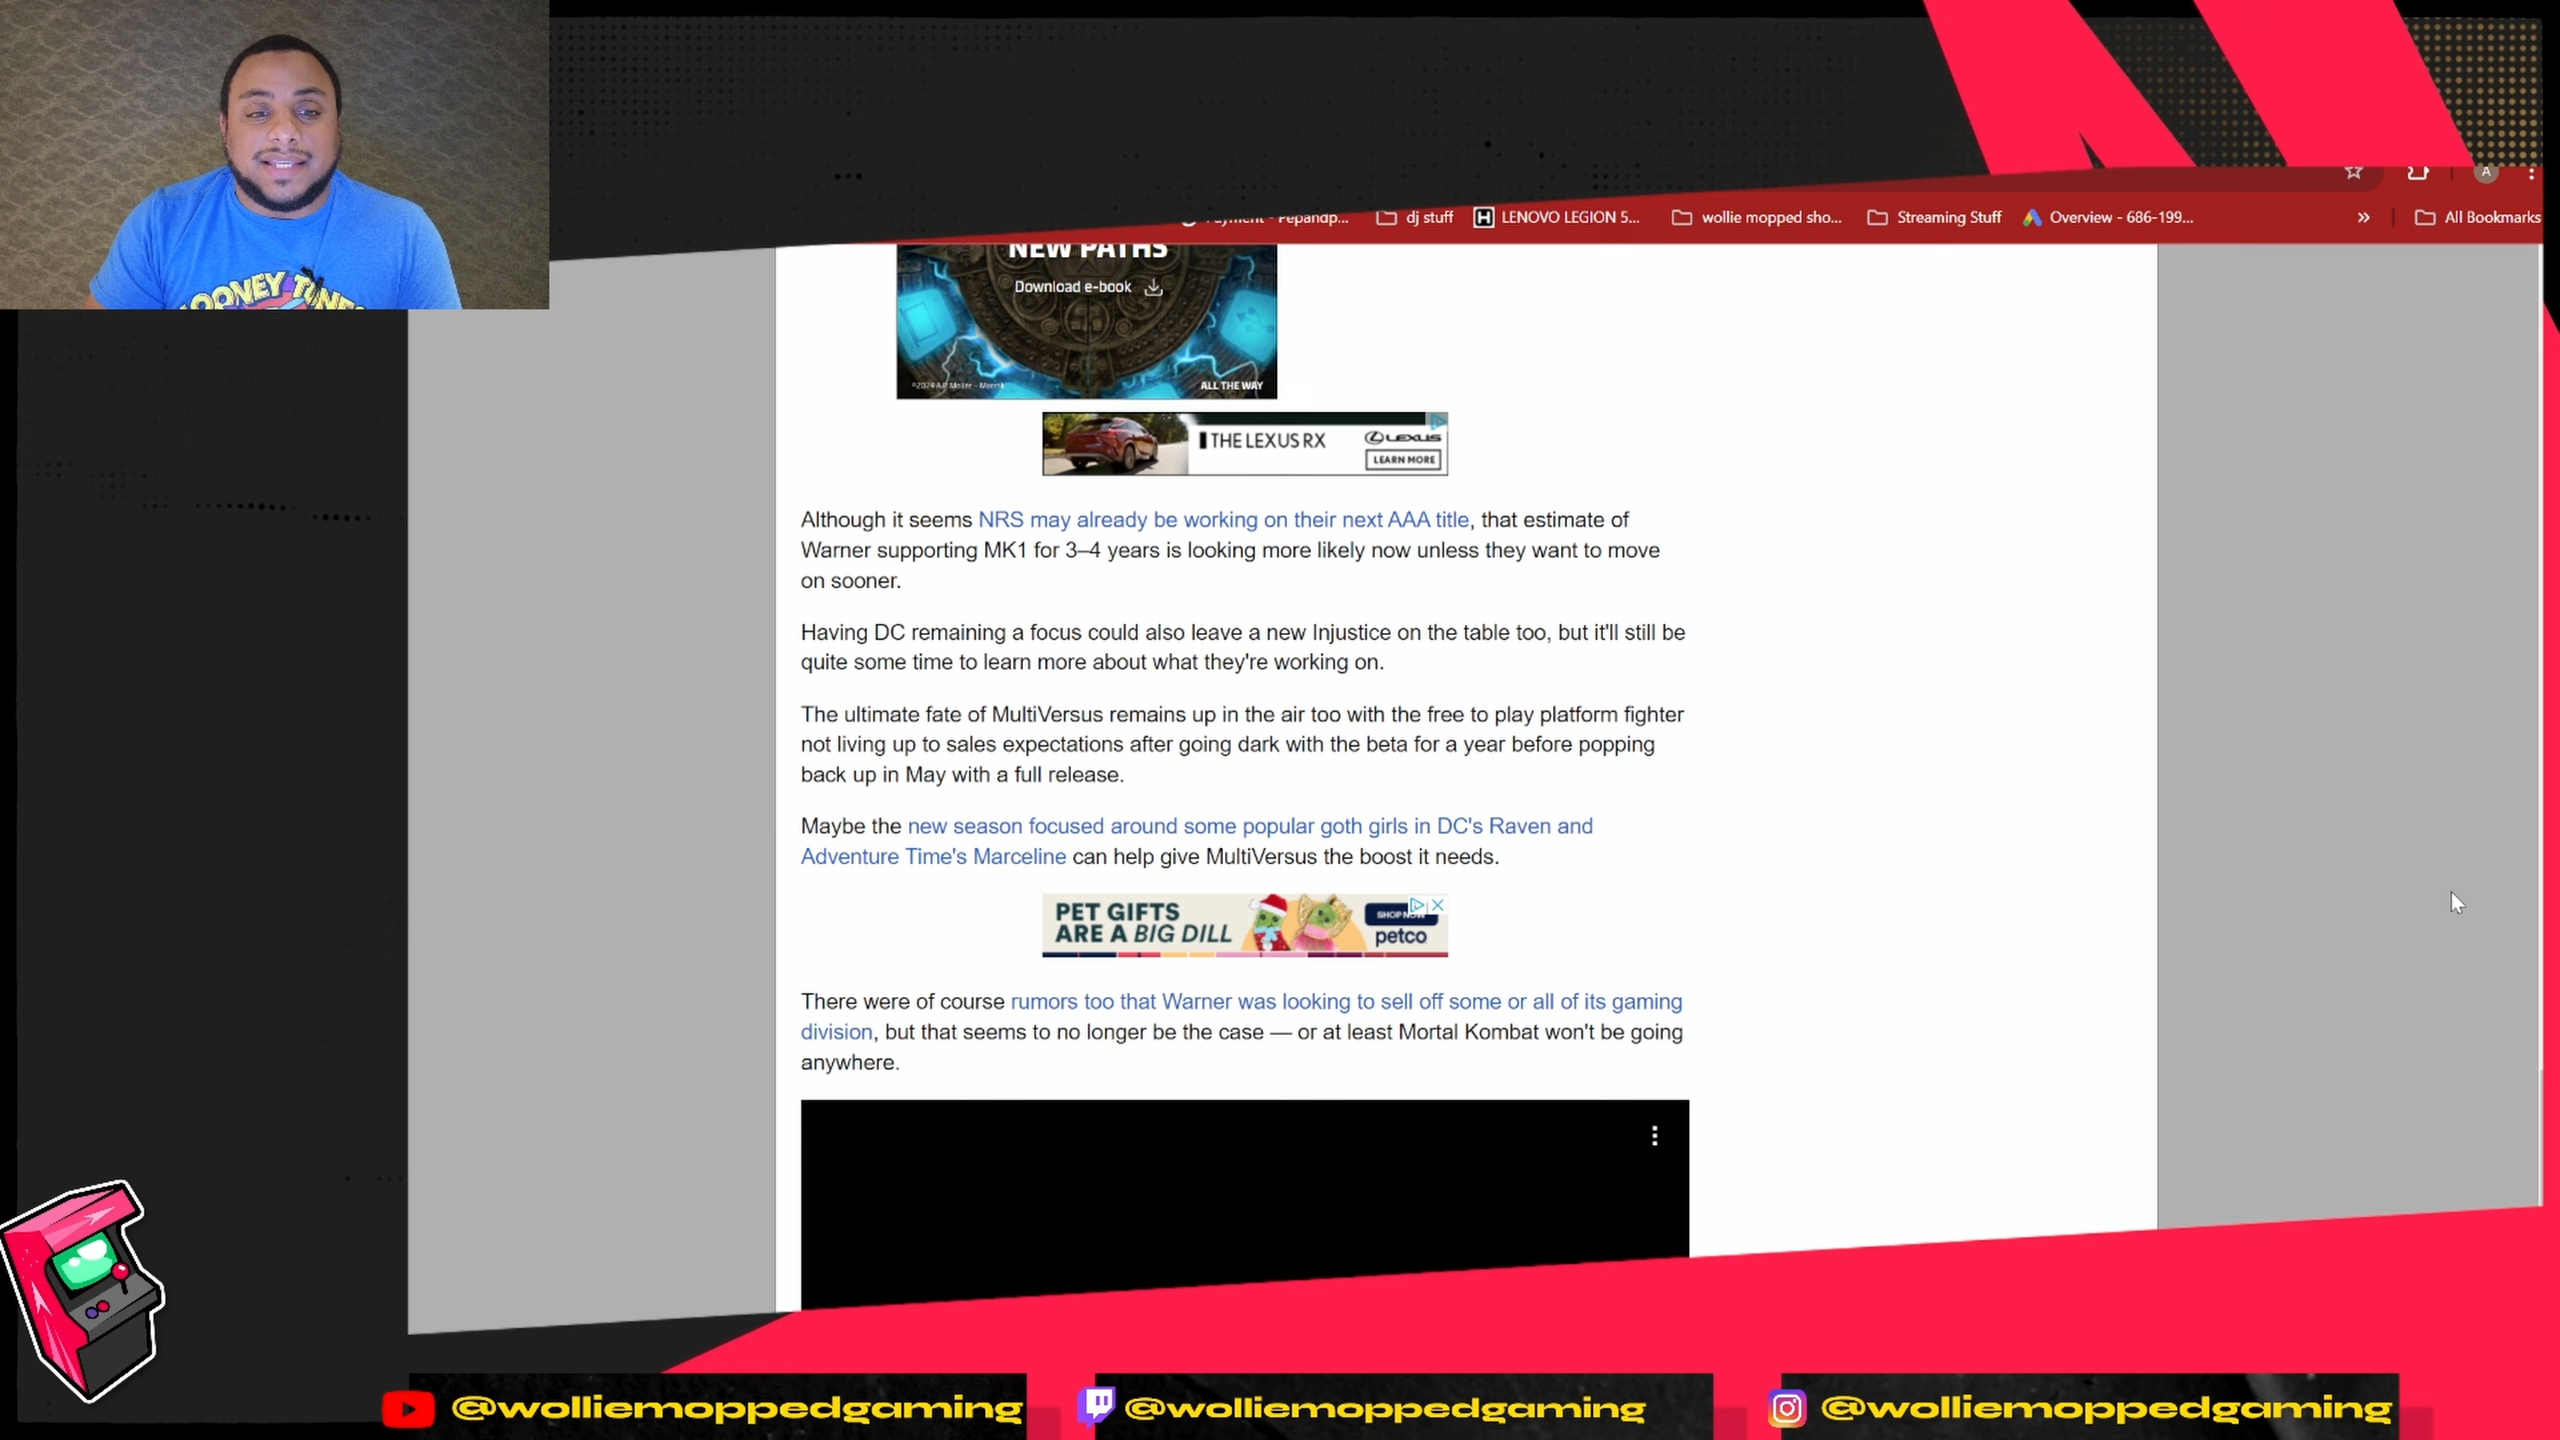 OONEY TUNE
A
dj stuff
LENOVO LEGION 5...
wollie mopped sho...
Streaming Stuff
Overview - 686-199...
»
All Bookmarks
NEW PATHS
Download e-book
ALL THE WAY
THE LEXUS RX
LEXUS
LEARN MORE
Although it seems NRS may already be working on their next AAA title, that estimate of
Warner supporting MK1 for 3–4 years is looking more likely now unless they want to move
on sooner.
Having DC remaining a focus could also leave a new Injustice on the table too, but it'll still be
quite some time to learn more about what they're working on.
The ultimate fate of MultiVersus remains up in the air too with the free to play platform fighter
not living up to sales expectations after going dark with the beta for a year before popping
back up in May with a full release.
Maybe the new season focused around some popular goth girls in DC's Raven and
Adventure Time's Marceline can help give MultiVersus the boost it needs.
PET GIFTS
ARE A BIG DILL
SHOP NOW
petco
There were of course rumors too that Warner was looking to sell off some or all of its gaming
division, but that seems to no longer be the case — or at least Mortal Kombat won't be going
anywhere.
@wolliemoppedgaming
@wolliemoppedgaming
@wolliemoppedgaming